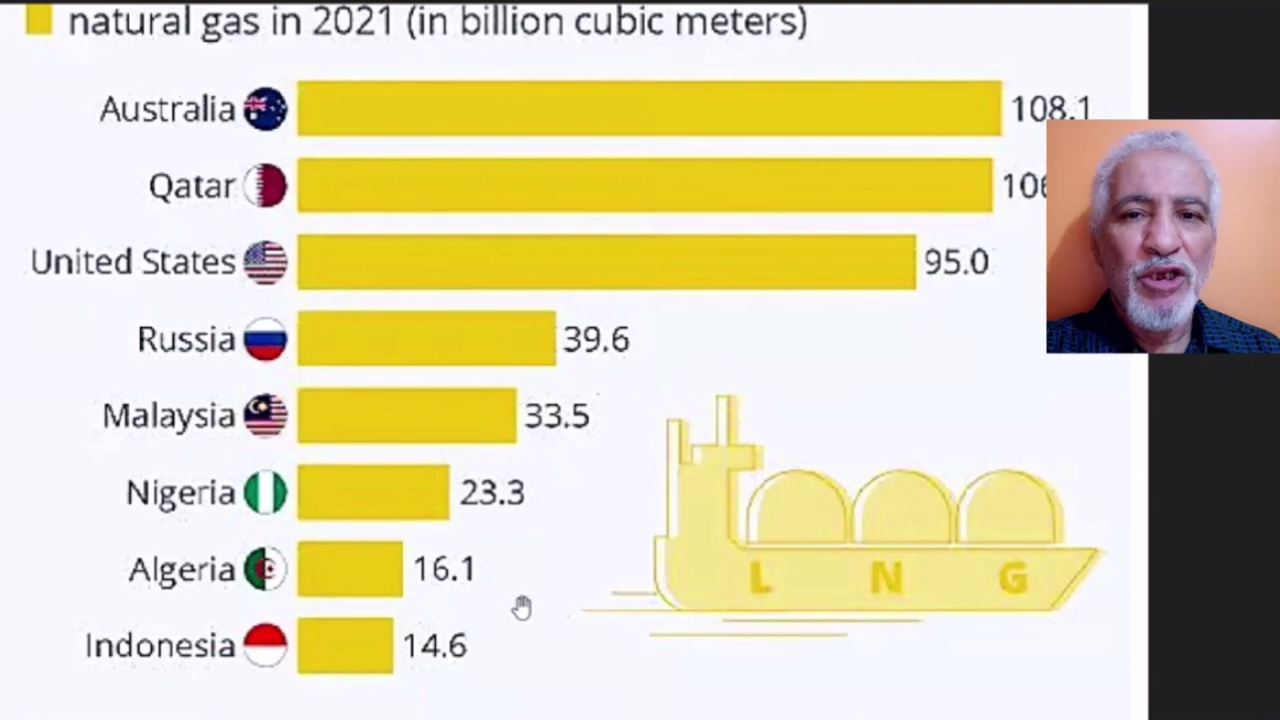 natural gas in 2021 (in billion cubic meters)
Australia 108.1
Qatar
United States 95.0
Russia 39.6
Malaysia 33.5
Nigeria 23.3
Algeria 16.1
Indonesia 14.6
L N G